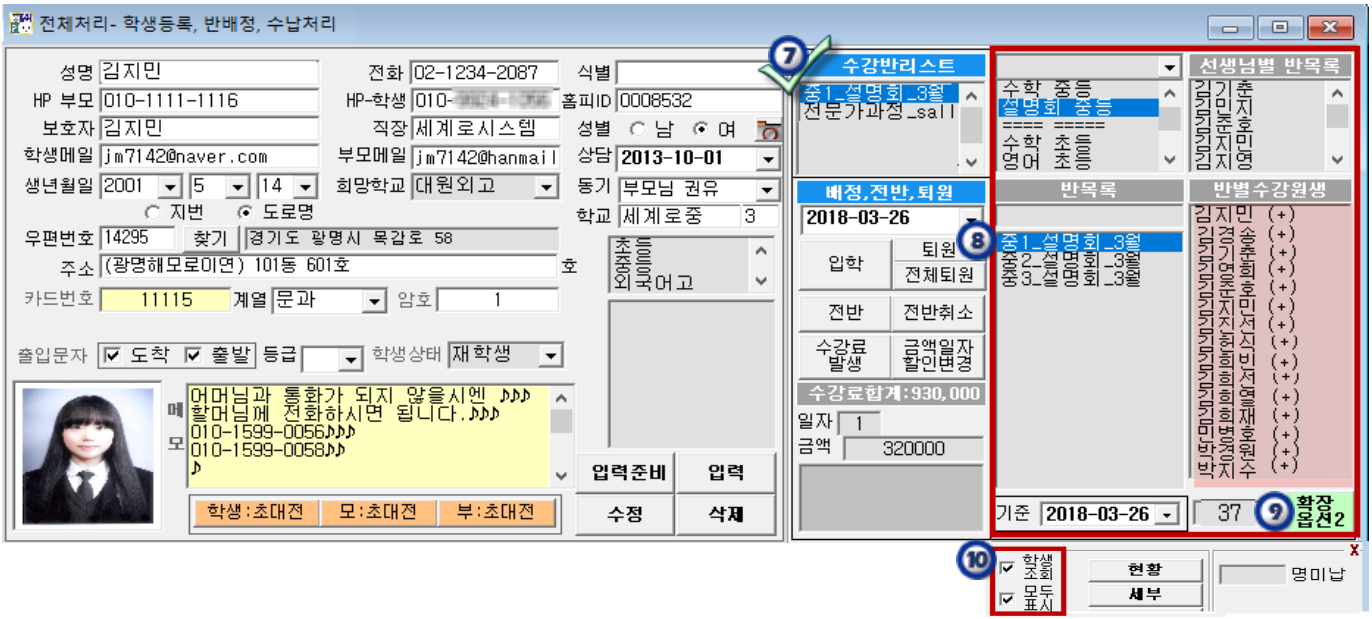 전체처리- 학생등록, 반배정, 수납처리
성명 김지민 전화 02-1234-2087 식별
HP 부모 010-1111-1116 HP-학생 010- 홈피ID 0008532
보호자 김지민 직장 세계로시스템 성별 남 여
학생메일 jm7142@naver.com 부모메일 jm7142@hanmail 상담 2013-10-01
생년월일 2001 5 14 희망학교 대원외고 동기 부모님 권유
지번 도로명 학교 세계로중 3
우편번호 14295 찾기 경기도 광명시 목감로 58
주소 (광명해모로이연) 101동 601호 호
초등
중등
외국어고
카드번호 11115 계열 문과 암호 1
출입문자 도착 출발 등급 학생상태 재학생
메모
어머님과 통화가 되지 않을시엔 ♪♪♪
할머님께 전화하시면 됩니다.♪♪♪
010-1599-0056♪♪♪
010-1599-0058♪♪
♪
학생:초대전 모:초대전 부:초대전
입력준비 입력
수정 삭제
7
수강반리스트
중1_설명회_3월
전문가과정_sall
배정,전반,퇴원
2018-03-26
8
입학 퇴원
전체퇴원
전반 전반취소
수강료
발생
금액일자
할인변경
수강료합계:930,000
일자 1
금액 320000
수학 중등
설명회 중등
==== =====
수학 초등
영어 초등
선생님별 반목록
김기춘
김민지
김준호
김지민
김지영
반목록
중1_설명회_3월
중2_설명회_3월
중3_설명회_3월
반별수강원생
김지민 (+)
김경송 (+)
김기춘 (+)
김영희 (+)
김준호 (+)
김지민 (+)
김지선 (+)
김헌식 (+)
김희빈 (+)
김희선 (+)
김희열 (+)
김희재 (+)
민병호 (+)
박경원 (+)
박지수 (+)
기준 2018-03-26 37
9
확장
옵션2
10
학생
조회
모두
표시
현황
세부
명미납
X